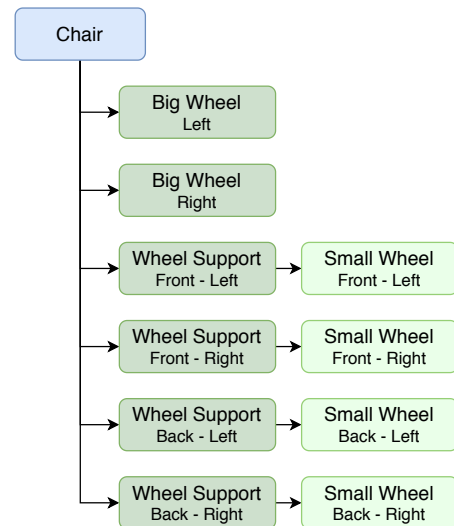 Chair
Big Wheel
Left
Big Wheel
Right
Wheel Support
Front - Left
Small Wheel
Front - Left
Wheel Support
Front - Right
Small Wheel
Front - Right
Wheel Support
Back - Left
Small Wheel
Back - Left
Wheel Support
Back - Right
Small Wheel
Back - Right